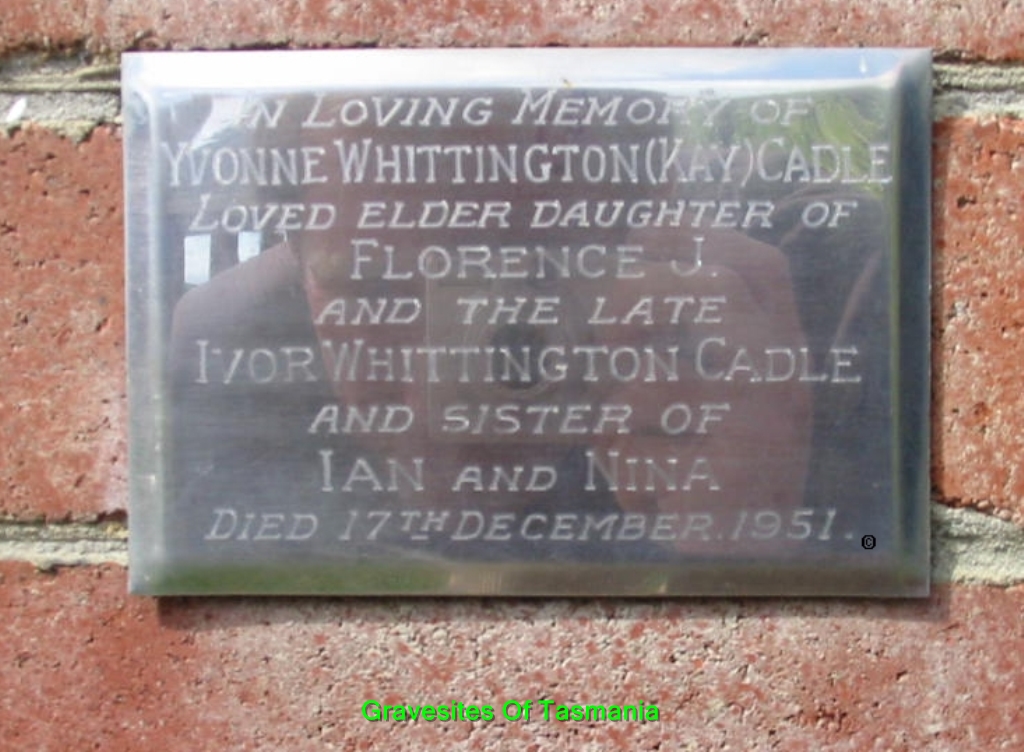 IN LOVING MEMORY OF
YVONNE WHITTINGTON (KAY) CADLE
LOVED ELDER DAUGHTER OF
FLORENCE J.
AND THE LATE
IVOR WHITTINGTON CADLE
AND SISTER OF
IAN AND NINA
DIED 17TH DECEMBER. 1951.
©
Gravesites Of Tasmania